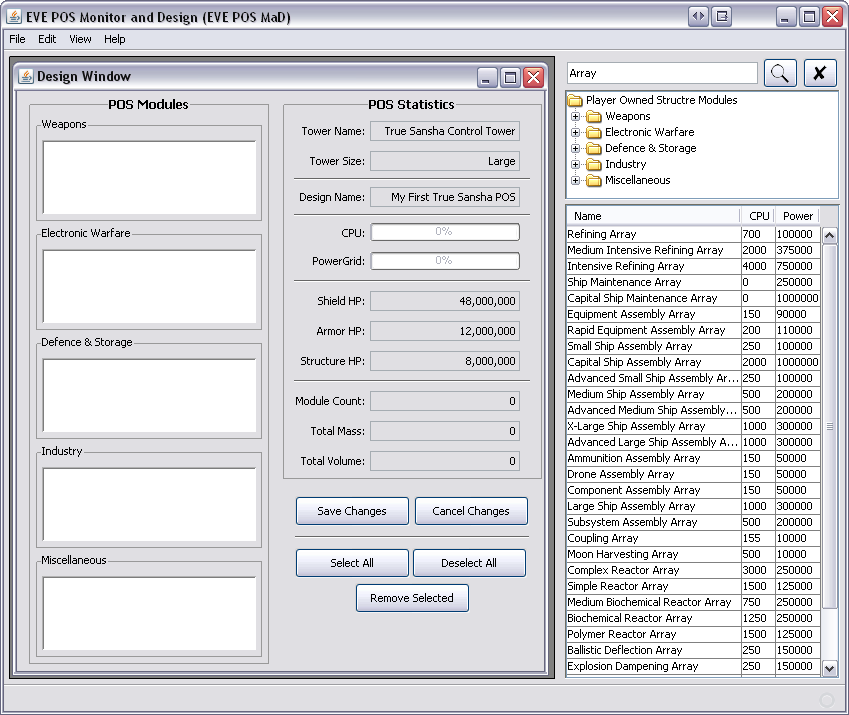 EVE POS Monitor and Design (EVE POS MaD)
File Edit View Help
Design Window
POS Modules
Weapons
Electronic Warfare
Defence & Storage
Industry
Miscellaneous
POS Statistics
Tower Name: True Sansha Control Tower
Tower Size: Large
Design Name: My First True Sansha POS
CPU: 0%
PowerGrid: 0%
Shield HP: 48,000,000
Armor HP: 12,000,000
Structure HP: 8,000,000
Module Count: 0
Total Mass: 0
Total Volume: 0
Save Changes Cancel Changes
Select All Deselect All
Remove Selected
Array
Player Owned Structre Modules
Weapons
Electronic Warfare
Defence & Storage
Industry
Miscellaneous
Name CPU Power
Refining Array 700 100000
Medium Intensive Refining Array 2000 375000
Intensive Refining Array 4000 750000
Ship Maintenance Array 0 250000
Capital Ship Maintenance Array 0 1000000
Equipment Assembly Array 150 90000
Rapid Equipment Assembly Array 200 110000
Small Ship Assembly Array 250 100000
Capital Ship Assembly Array 2000 1000000
Advanced Small Ship Assembly Ar... 250 100000
Medium Ship Assembly Array 500 200000
Advanced Medium Ship Assembly... 500 200000
X-Large Ship Assembly Array 1000 300000
Advanced Large Ship Assembly A... 1000 300000
Ammunition Assembly Array 150 50000
Drone Assembly Array 150 50000
Component Assembly Array 150 50000
Large Ship Assembly Array 1000 300000
Subsystem Assembly Array 500 200000
Coupling Array 155 10000
Moon Harvesting Array 500 10000
Complex Reactor Array 3000 250000
Simple Reactor Array 1500 125000
Medium Biochemical Reactor Array 750 250000
Biochemical Reactor Array 1250 250000
Polymer Reactor Array 1500 125000
Ballistic Deflection Array 250 150000
Explosion Dampening Array 250 150000